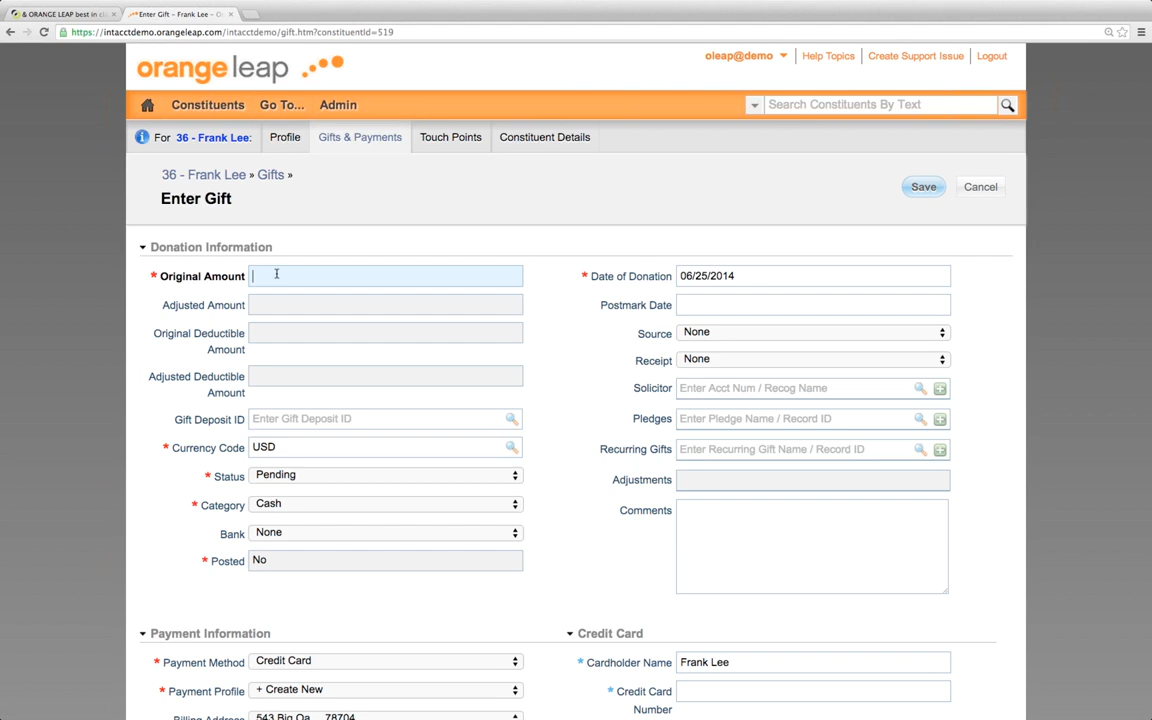 & ORANGE LEAP best in cl
Enter Gift – Frank Lee – O
https://intacctdemo.orangeleap.com/intacctdemo/gift.htm?constituentId=519
orange leap
oleap@demo
Help Topics
Create Support Issue
Logout
Constituents
Go To...
Admin
Search Constituents By Text
For 36 - Frank Lee:
Profile
Gifts & Payments
Touch Points
Constituent Details
36 - Frank Lee » Gifts »
Enter Gift
Save
Cancel
Donation Information
* Original Amount
* Date of Donation 06/25/2014
Adjusted Amount
Postmark Date
Original Deductible
Amount
Source None
Receipt None
Adjusted Deductible
Amount
Solicitor Enter Acct Num / Recog Name
Gift Deposit ID Enter Gift Deposit ID
Pledges Enter Pledge Name / Record ID
* Currency Code USD
Recurring Gifts Enter Recurring Gift Name / Record ID
* Status Pending
Adjustments
* Category Cash
Comments
Bank None
* Posted No
Payment Information
Credit Card
* Payment Method Credit Card
* Cardholder Name Frank Lee
* Payment Profile + Create New
* Credit Card
Number
Billing Address 543 Big Oa... 78704